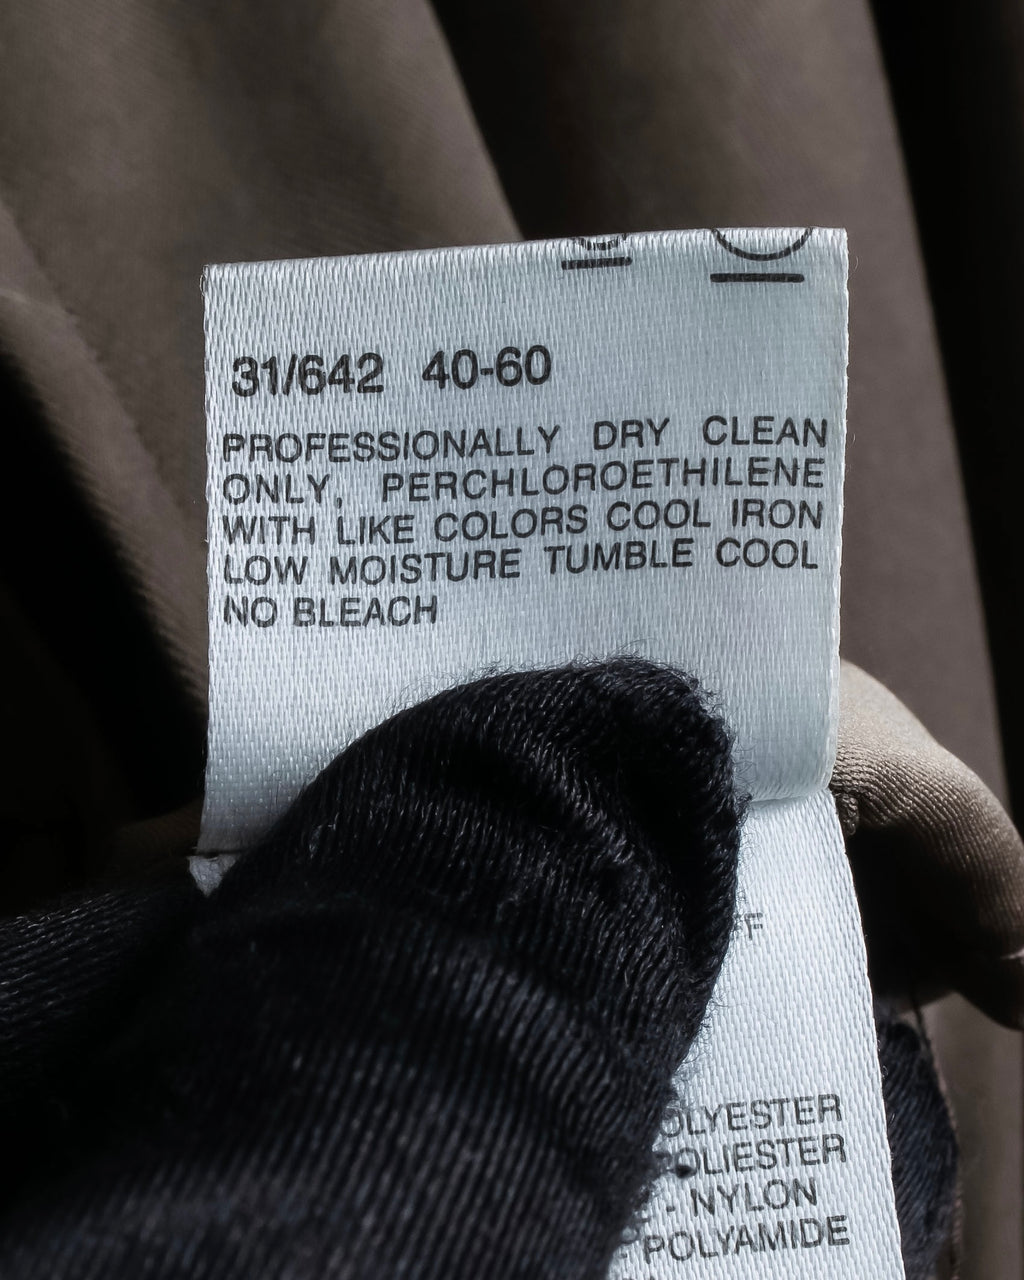 31/642 40-60
PROFESSIONALLY DRY CLEAN
ONLY, PERCHLOROETHILENE
WITH LIKE COLORS COOL IRON
LOW MOISTURE TUMBLE COOL
NO BLEACH
FF
OLYESTER
POLIESTER
- NYLON
POLYAMIDE